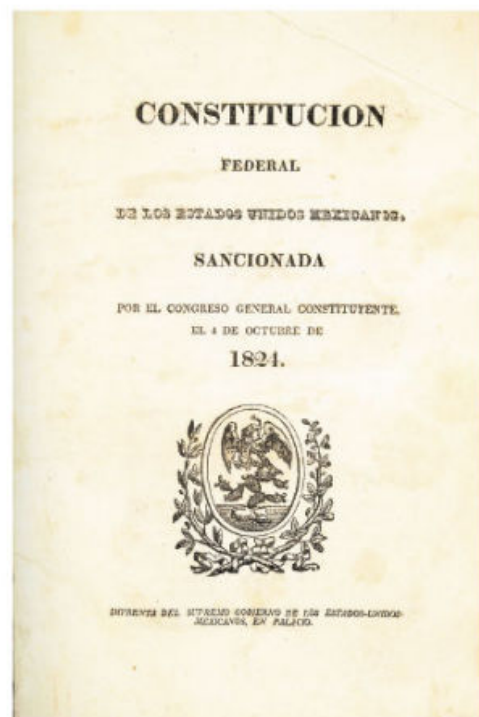 CONSTITUCION
FEDERAL
DE LOS ESTADOS UNIDOS MEXICANOS,
SANCIONADA
POR EL CONGRESO GENERAL CONSTITUYENTE,
EL 4 DE OCTUBRE DE
1824.
IMPRENTA DEL SUPREMO GOBIERNO DE LOS ESTADOS-UNIDOS-
MEXICANOS, EN PALACIO.